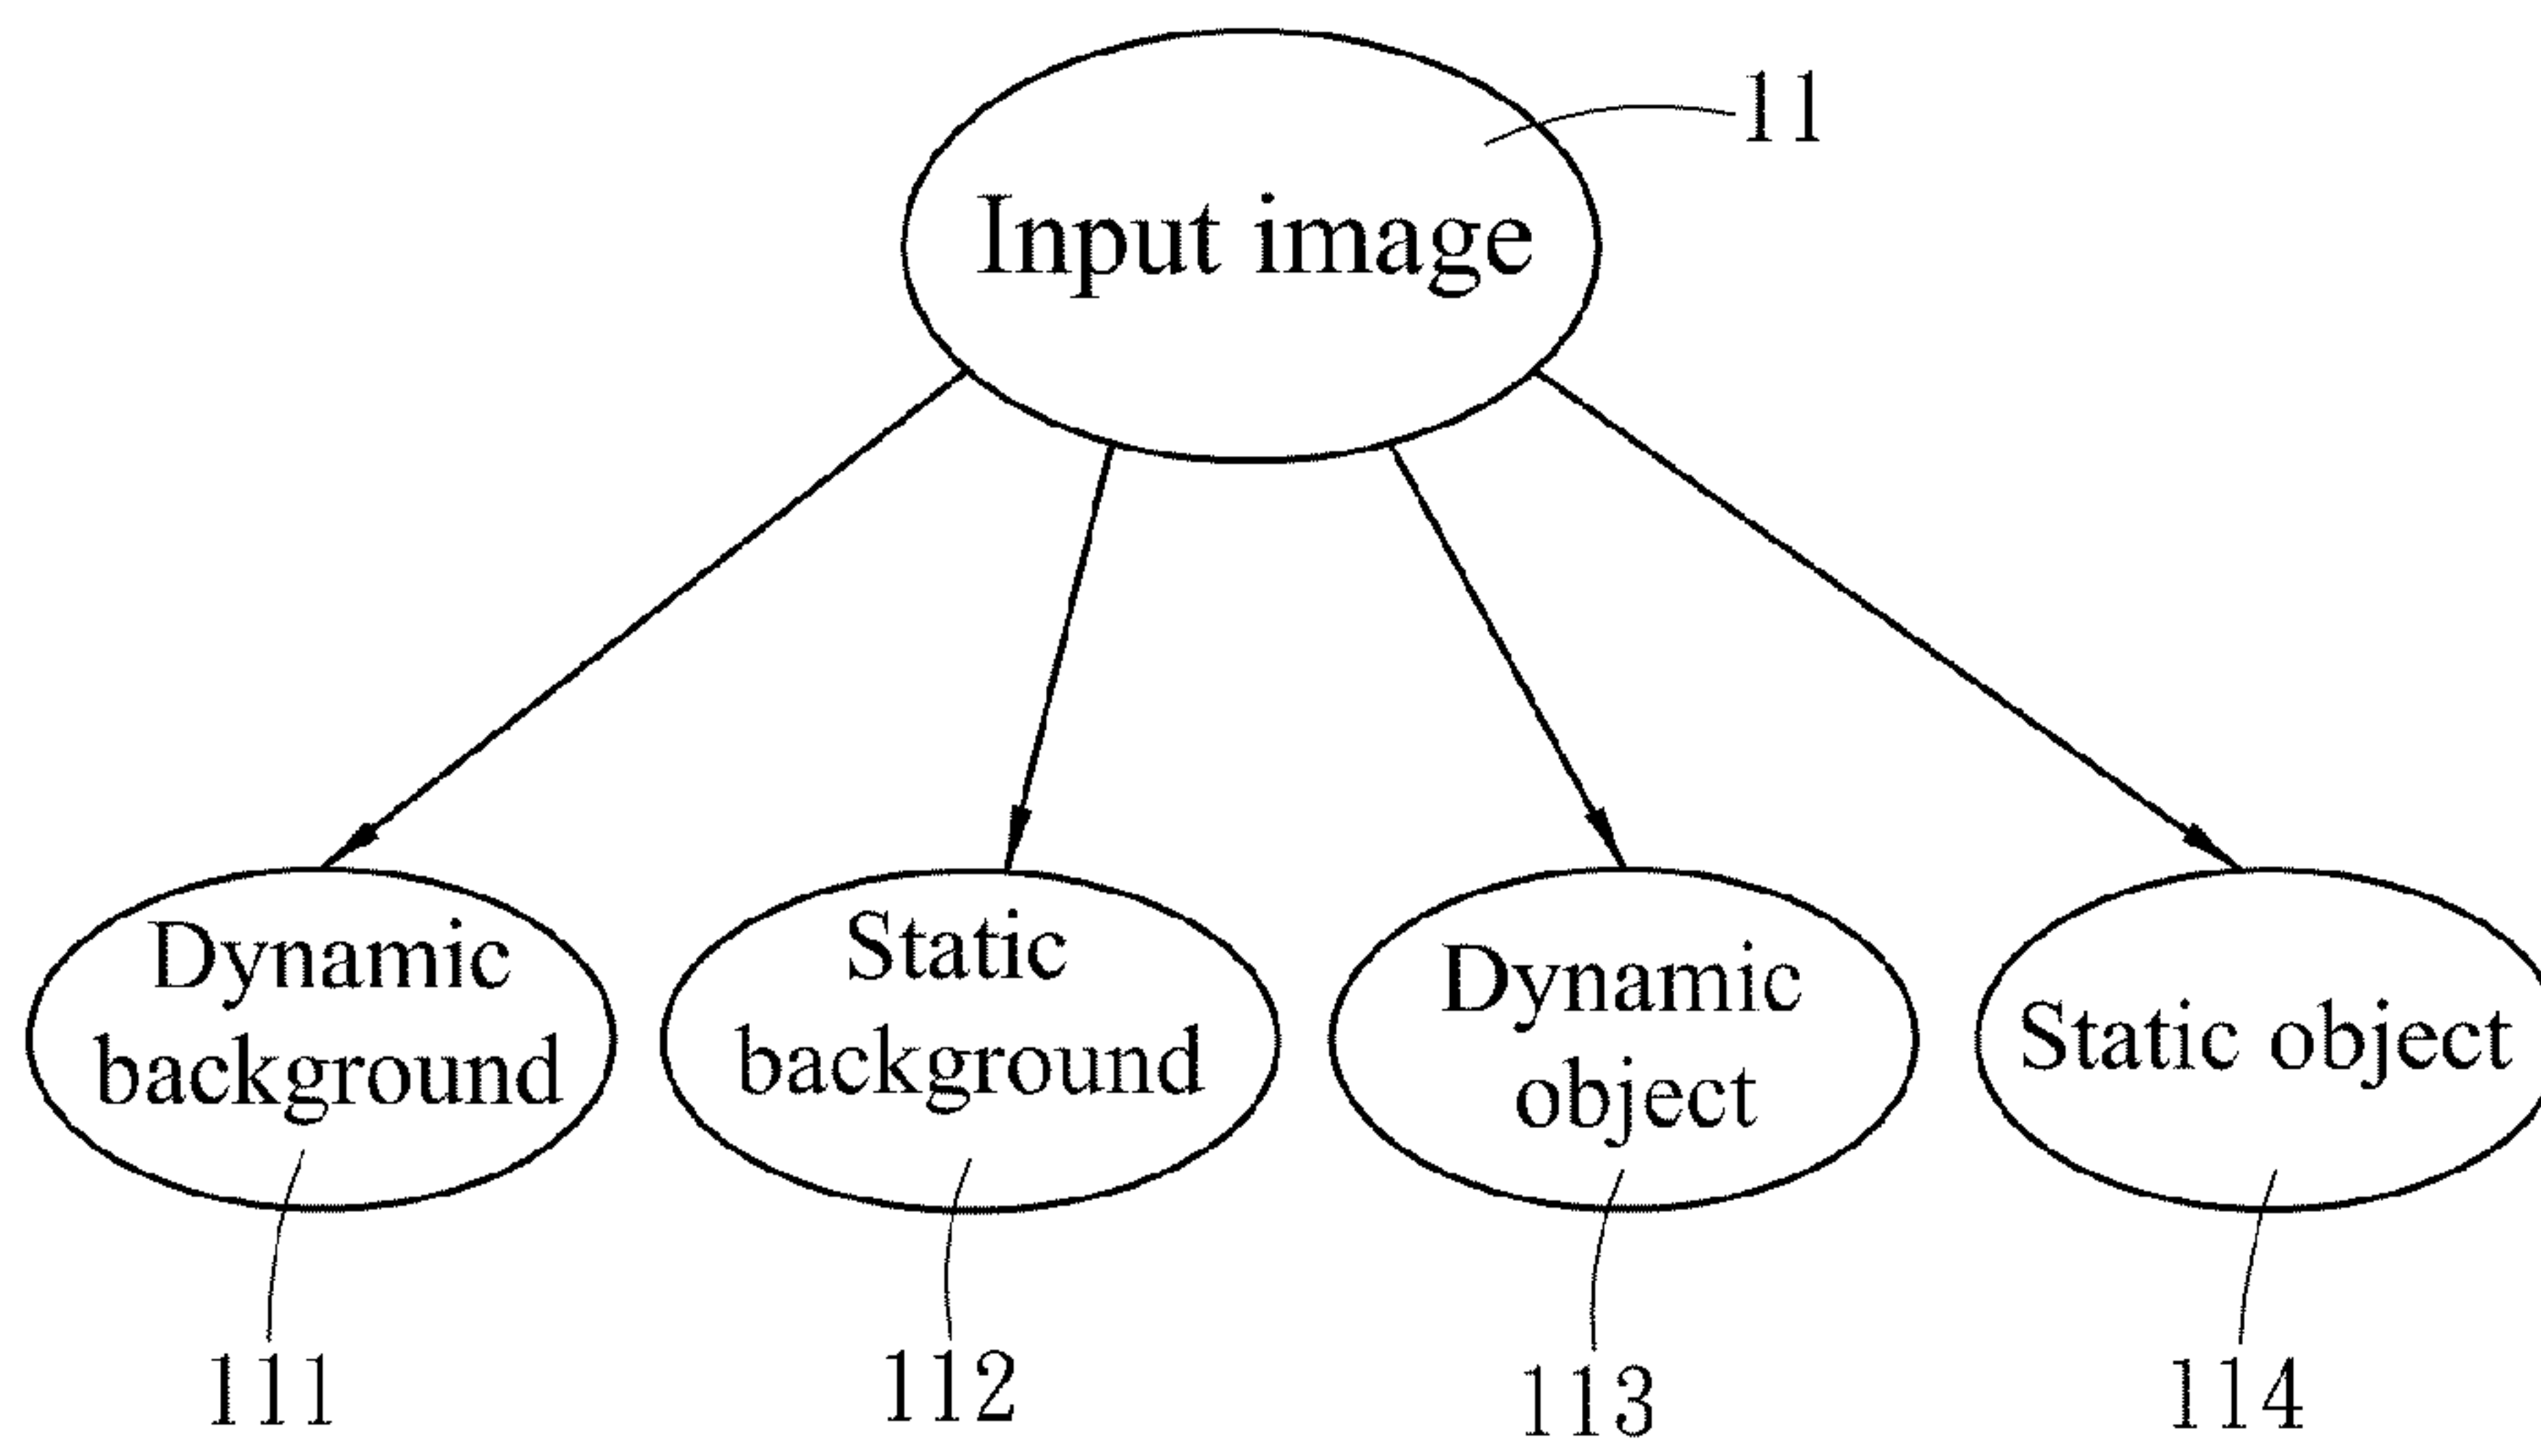 11
Input image
Dynamic
background
Static
background
Dynamic
object
Static object
111
112
113
114